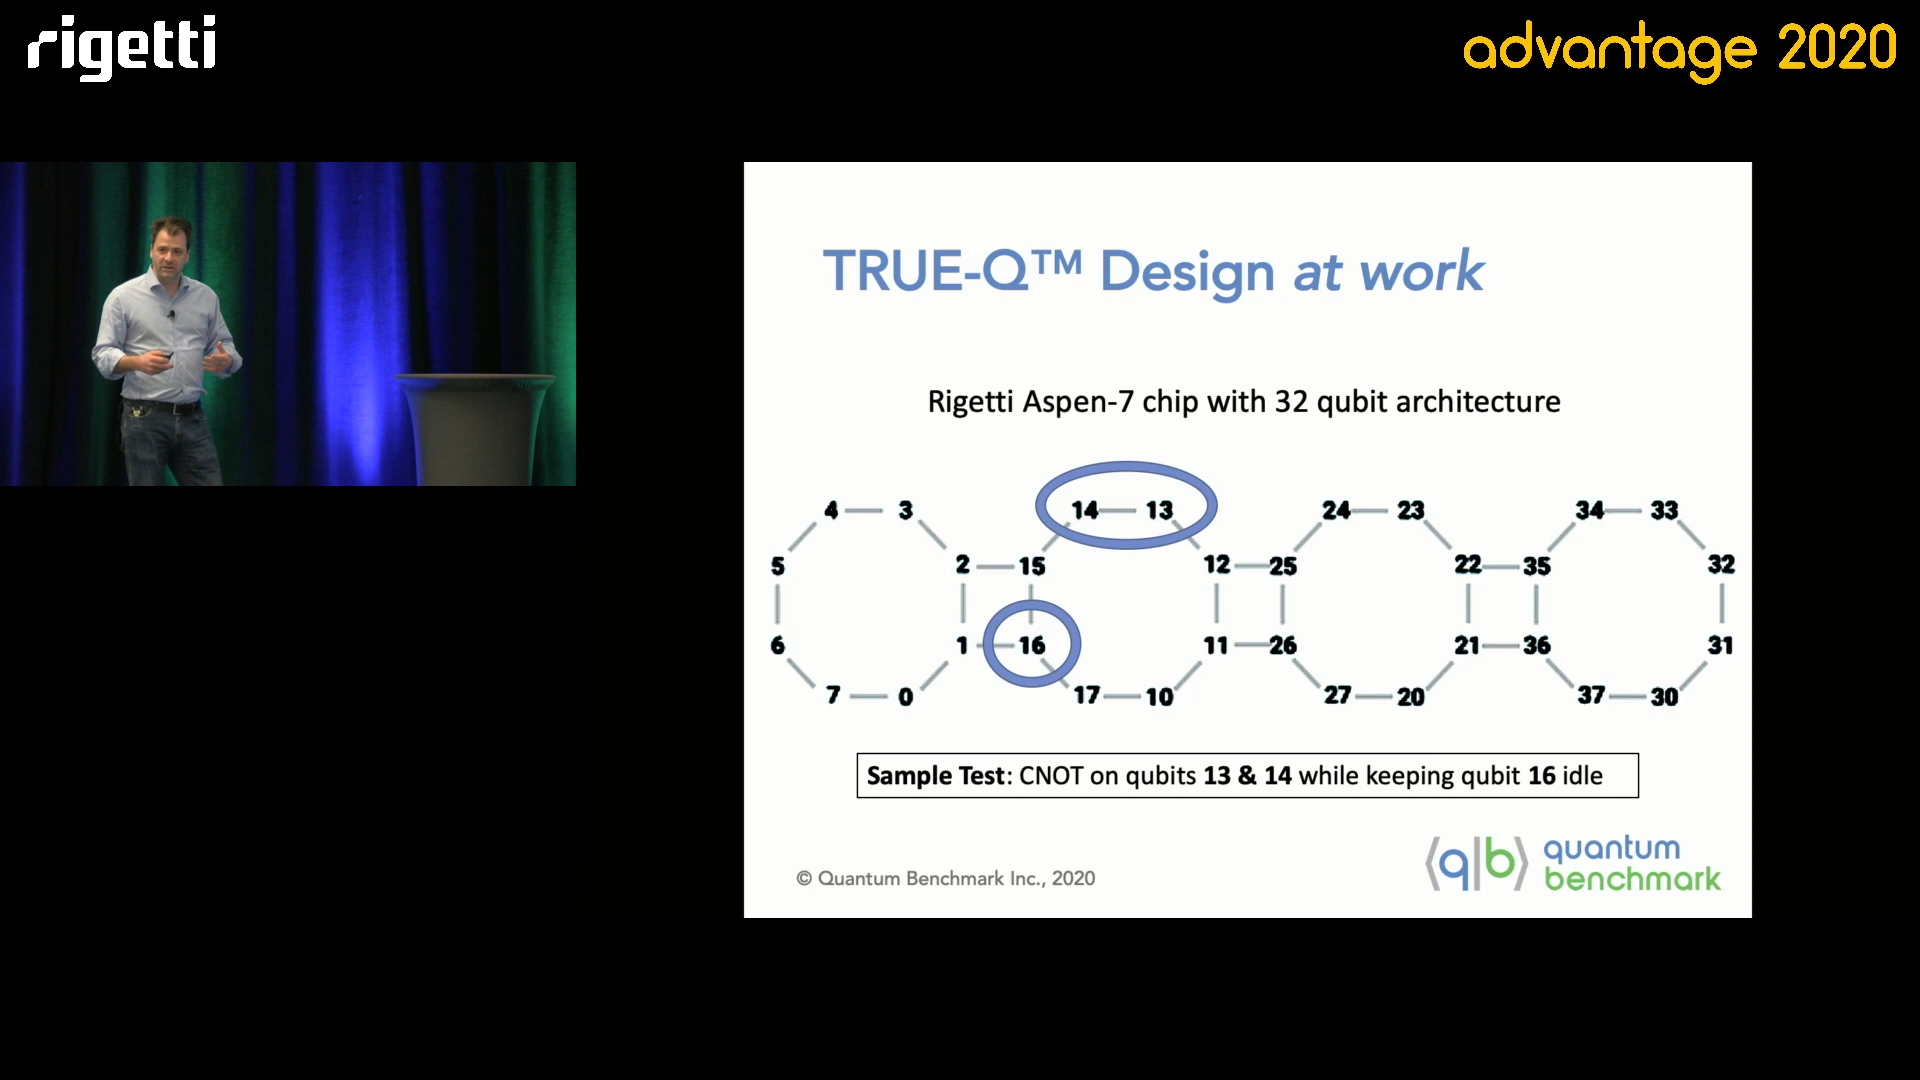 rigetti
advantage 2020
TRUE-Q™ Design at work
Rigetti Aspen-7 chip with 32 qubit architecture
4 3 14 13 24 23 34 33
5 2 15 12 25 22 35 32
6 1 16 11 26 21 36 31
7 0 17 10 27 20 37 30
Sample Test: CNOT on qubits 13 & 14 while keeping qubit 16 idle
⟨q|b⟩ quantum
benchmark
© Quantum Benchmark Inc., 2020